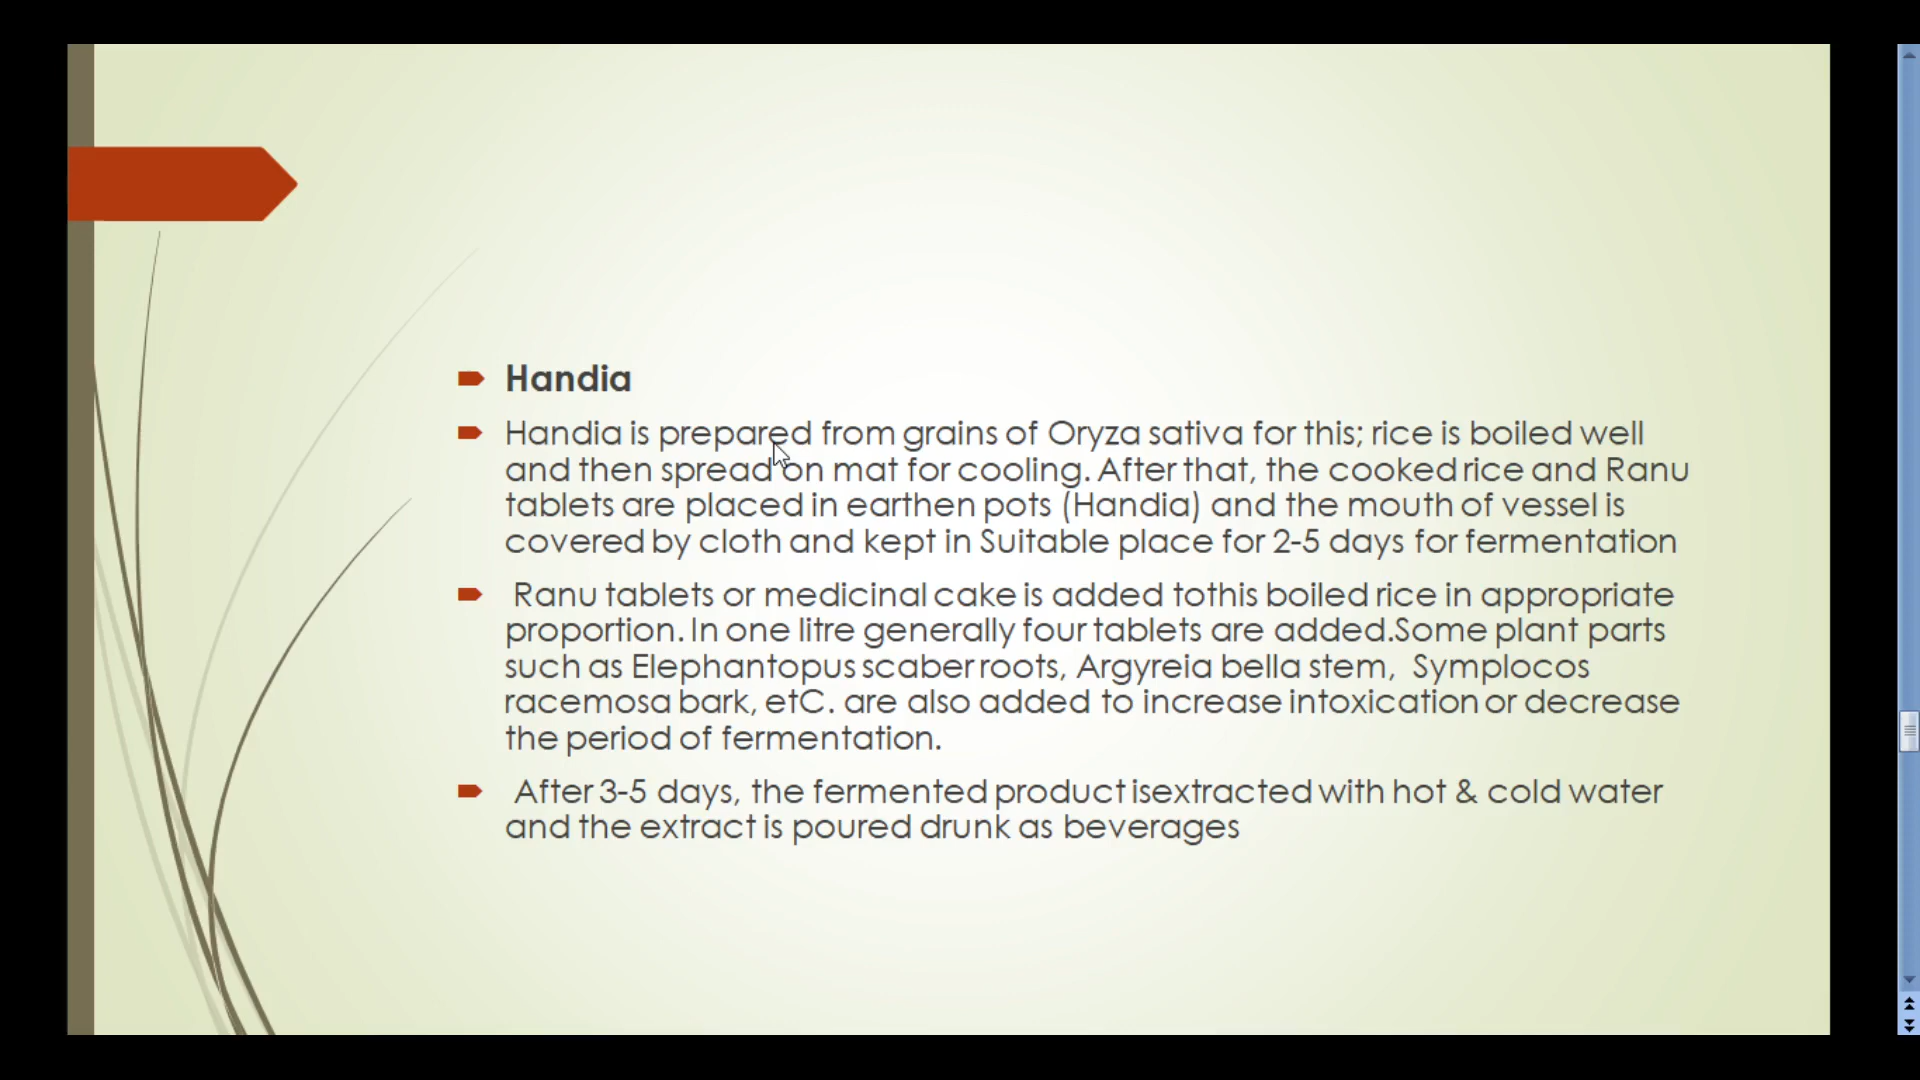 Handia
Handia is prepared from grains of Oryza sativa for this; rice is boiled well
and then spread on mat for cooling. After that, the cooked rice and Ranu
tablets are placed in earthen pots (Handia) and the mouth of vessel is
covered by cloth and kept in Suitable place for 2-5 days for fermentation
Ranu tablets or medicinal cake is added tothis boiled rice in appropriate
proportion. In one litre generally four tablets are added.Some plant parts
such as Elephantopus scaber roots, Argyreia bella stem, Symplocos
racemosa bark, etC. are also added to increase intoxication or decrease
the period of fermentation.
After 3-5 days, the fermented product isextracted with hot & cold water
and the extract is poured drunk as beverages